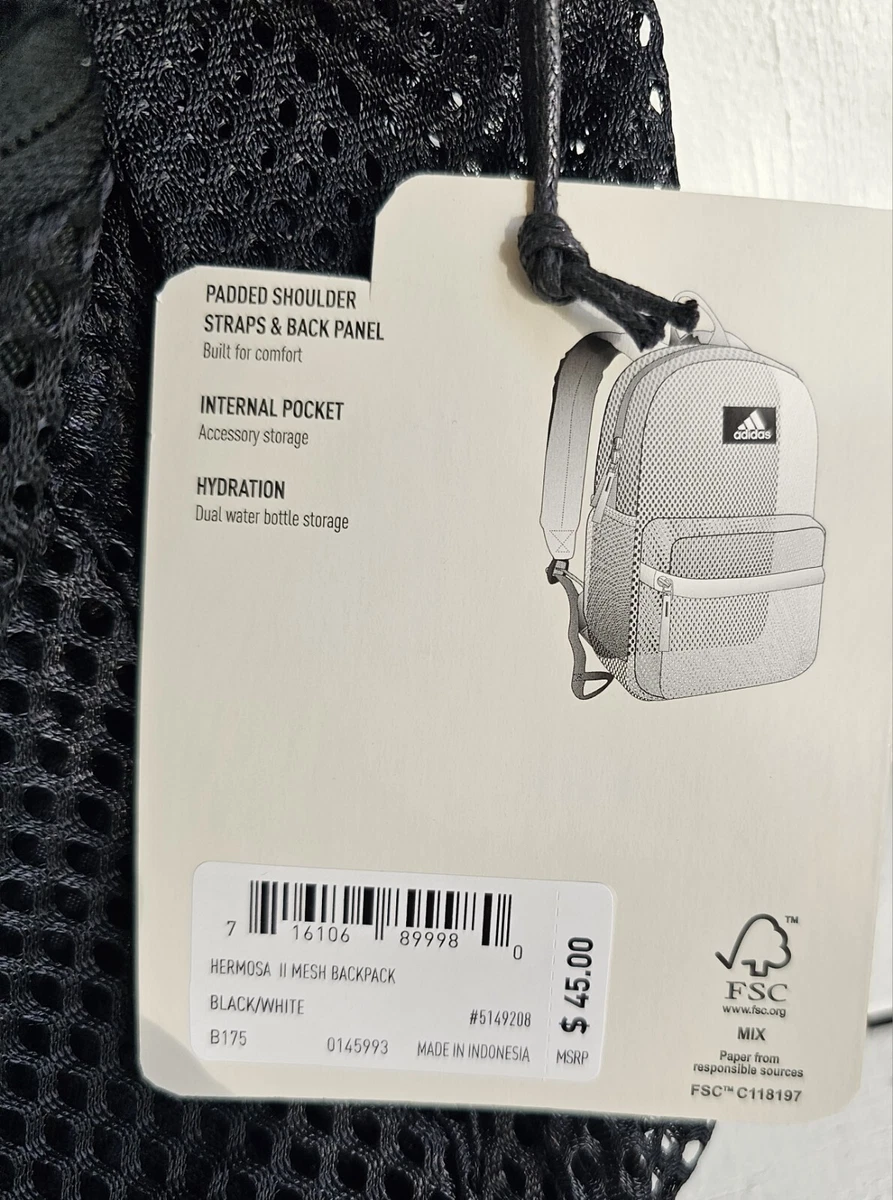 PADDED SHOULDER
STRAPS & BACK PANEL
Built for comfort
INTERNAL POCKET
Accessory storage
HYDRATION
Dual water bottle storage
adidas
7 16106 89998 0
HERMOSA II MESH BACKPACK
BLACK/WHITE
#5149208
B175 0145993 MADE IN INDONESIA
$ 45.00
MSRP
TM
FSC
www.fsc.org
MIX
Paper from
responsible sources
FSC™ C118197